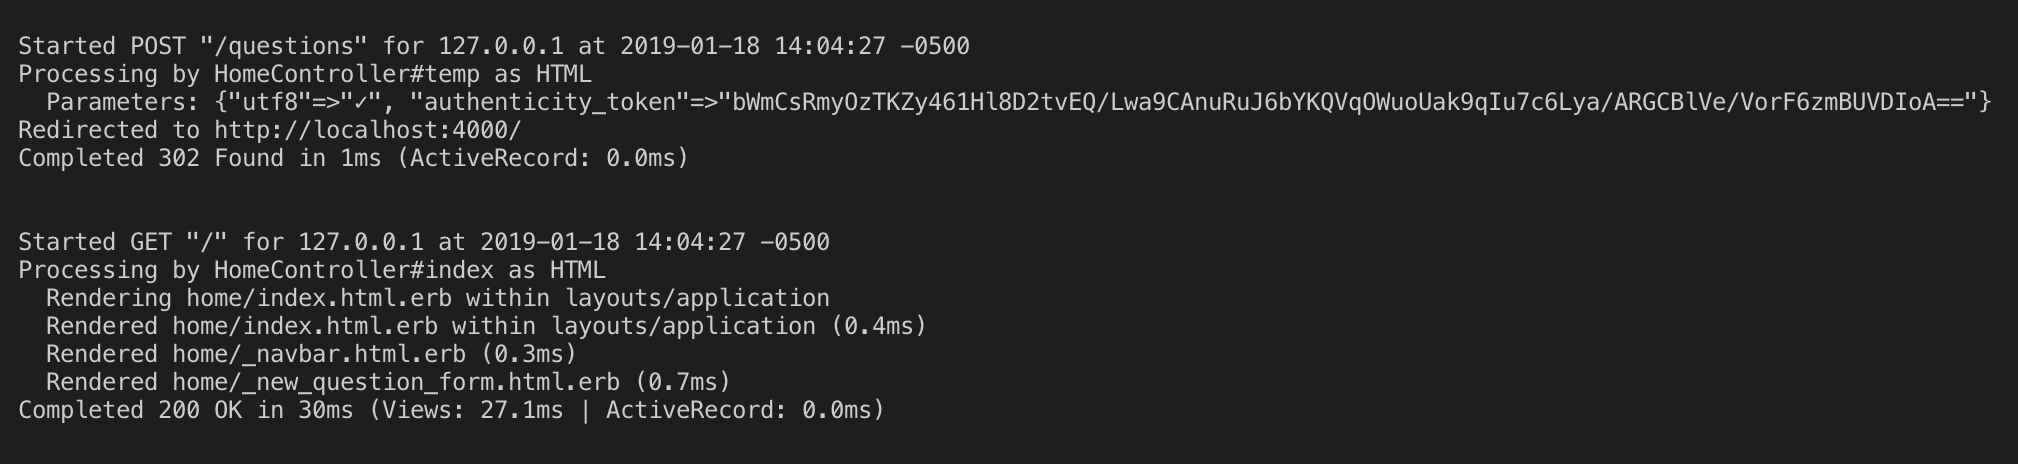 Started POST "/questions" for 127.0.0.1 at 2019-01-18 14:04:27 -0500
Processing by HomeController#temp as HTML
Parameters: {"utf8"=>"✓", "authenticity_token"=>"bWmCsRmyOzTKZy461Hl8D2tvEQ/Lwa9CAnuRuJ6bYKQVqOWuoUak9qIu7c6Lya/ARGCBlVe/VorF6zmBUVDIoA=="}
Redirected to http://localhost:4000/
Completed 302 Found in 1ms (ActiveRecord: 0.0ms)
Started GET "/" for 127.0.0.1 at 2019-01-18 14:04:27 -0500
Processing by HomeController#index as HTML
Rendering home/index.html.erb within layouts/application
Rendered home/index.html.erb within layouts/application (0.4ms)
Rendered home/_navbar.html.erb (0.3ms)
Rendered home/_new_question_form.html.erb (0.7ms)
Completed 200 OK in 30ms (Views: 27.1ms | ActiveRecord: 0.0ms)